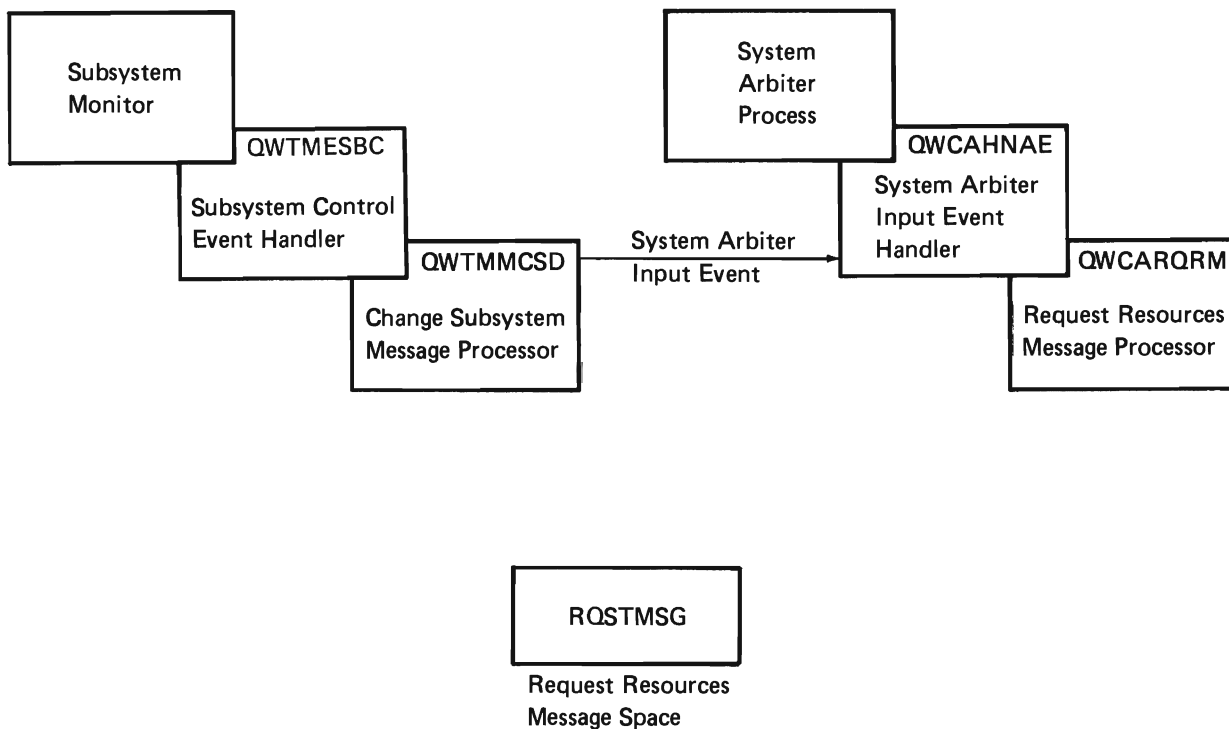 Subsystem
Monitor
QWTMESBC
Subsystem Control
Event Handler
QWTMMCSD
Change Subsystem
Message Processor
System Arbiter
Input Event
System
Arbiter
Process
QWCAHNAE
System Arbiter
Input Event
Handler
QWCARQRM
Request Resources
Message Processor
RQSTMSG
Request Resources
Message Space